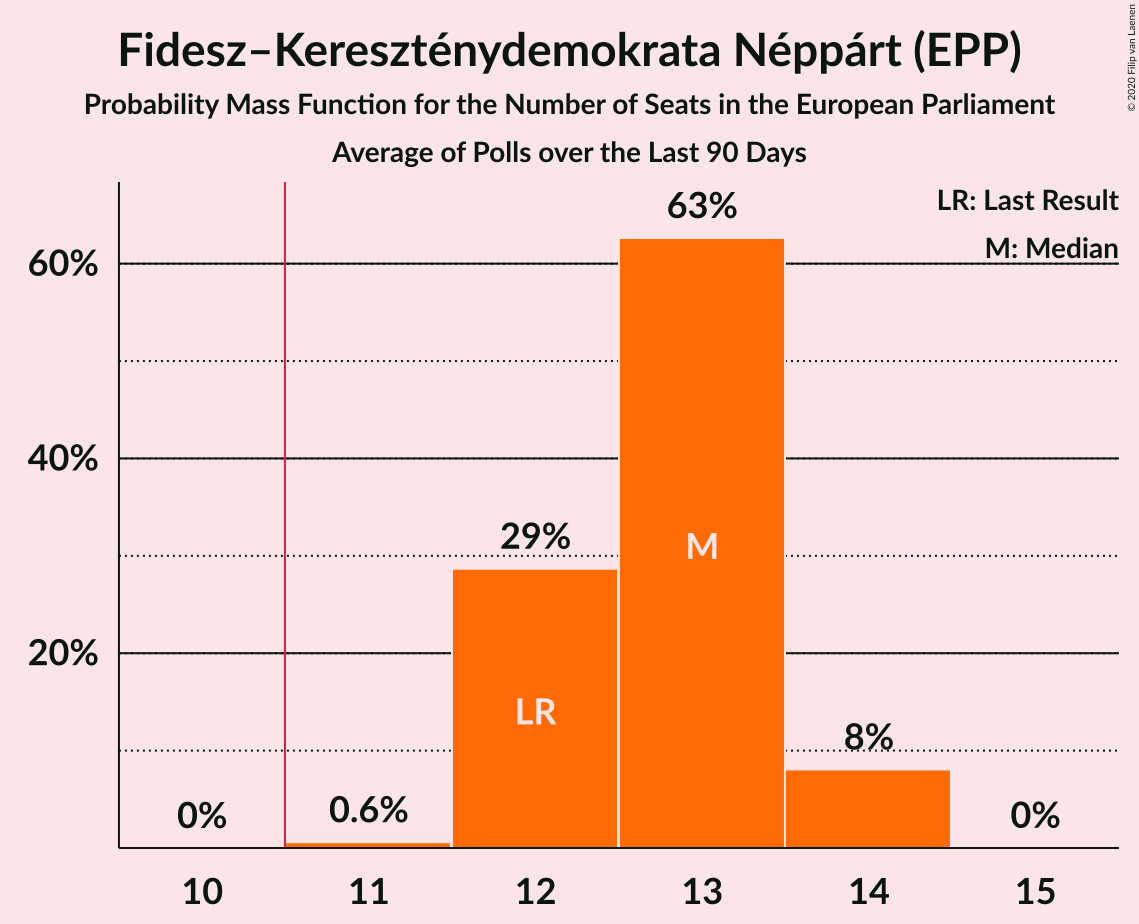 Fidesz–Kereszténydemokrata Néppárt (EPP)
Probability Mass Function for the Number of Seats in the European Parliament
Average of Polls over the Last 90 Days
© 2020 Filip van Laenen
LR: Last Result
M: Median
60%
40%
20%
0%
0.6%
29%
63%
8%
0%
LR
M
10
11
12
13
14
15